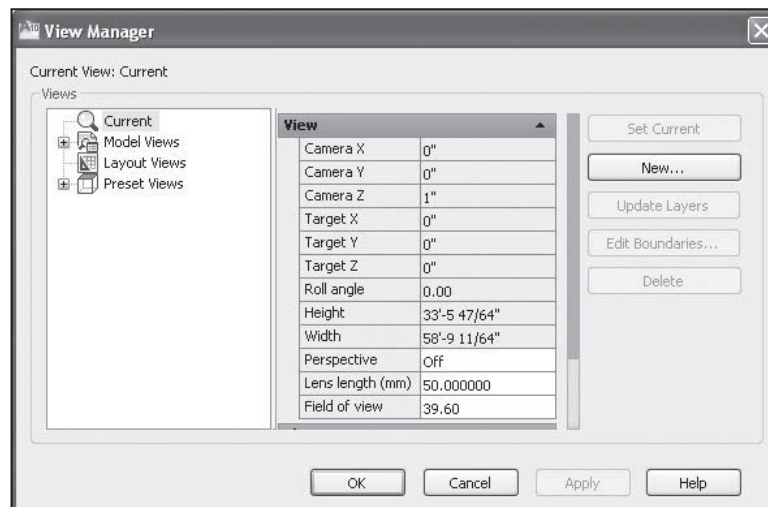 View Manager
Current View: Current
Views
Current
Model Views
Layout Views
Preset Views
View
Camera X 0"
Camera Y 0"
Camera Z 1"
Target X 0"
Target Y 0"
Target Z 0"
Roll angle 0.00
Height 33'-5 47/64"
Width 58'-9 11/64"
Perspective Off
Lens length (mm) 50.000000
Field of view 39.60
Set Current
New...
Update Layers
Edit Boundaries...
Delete
OK
Cancel
Apply
Help